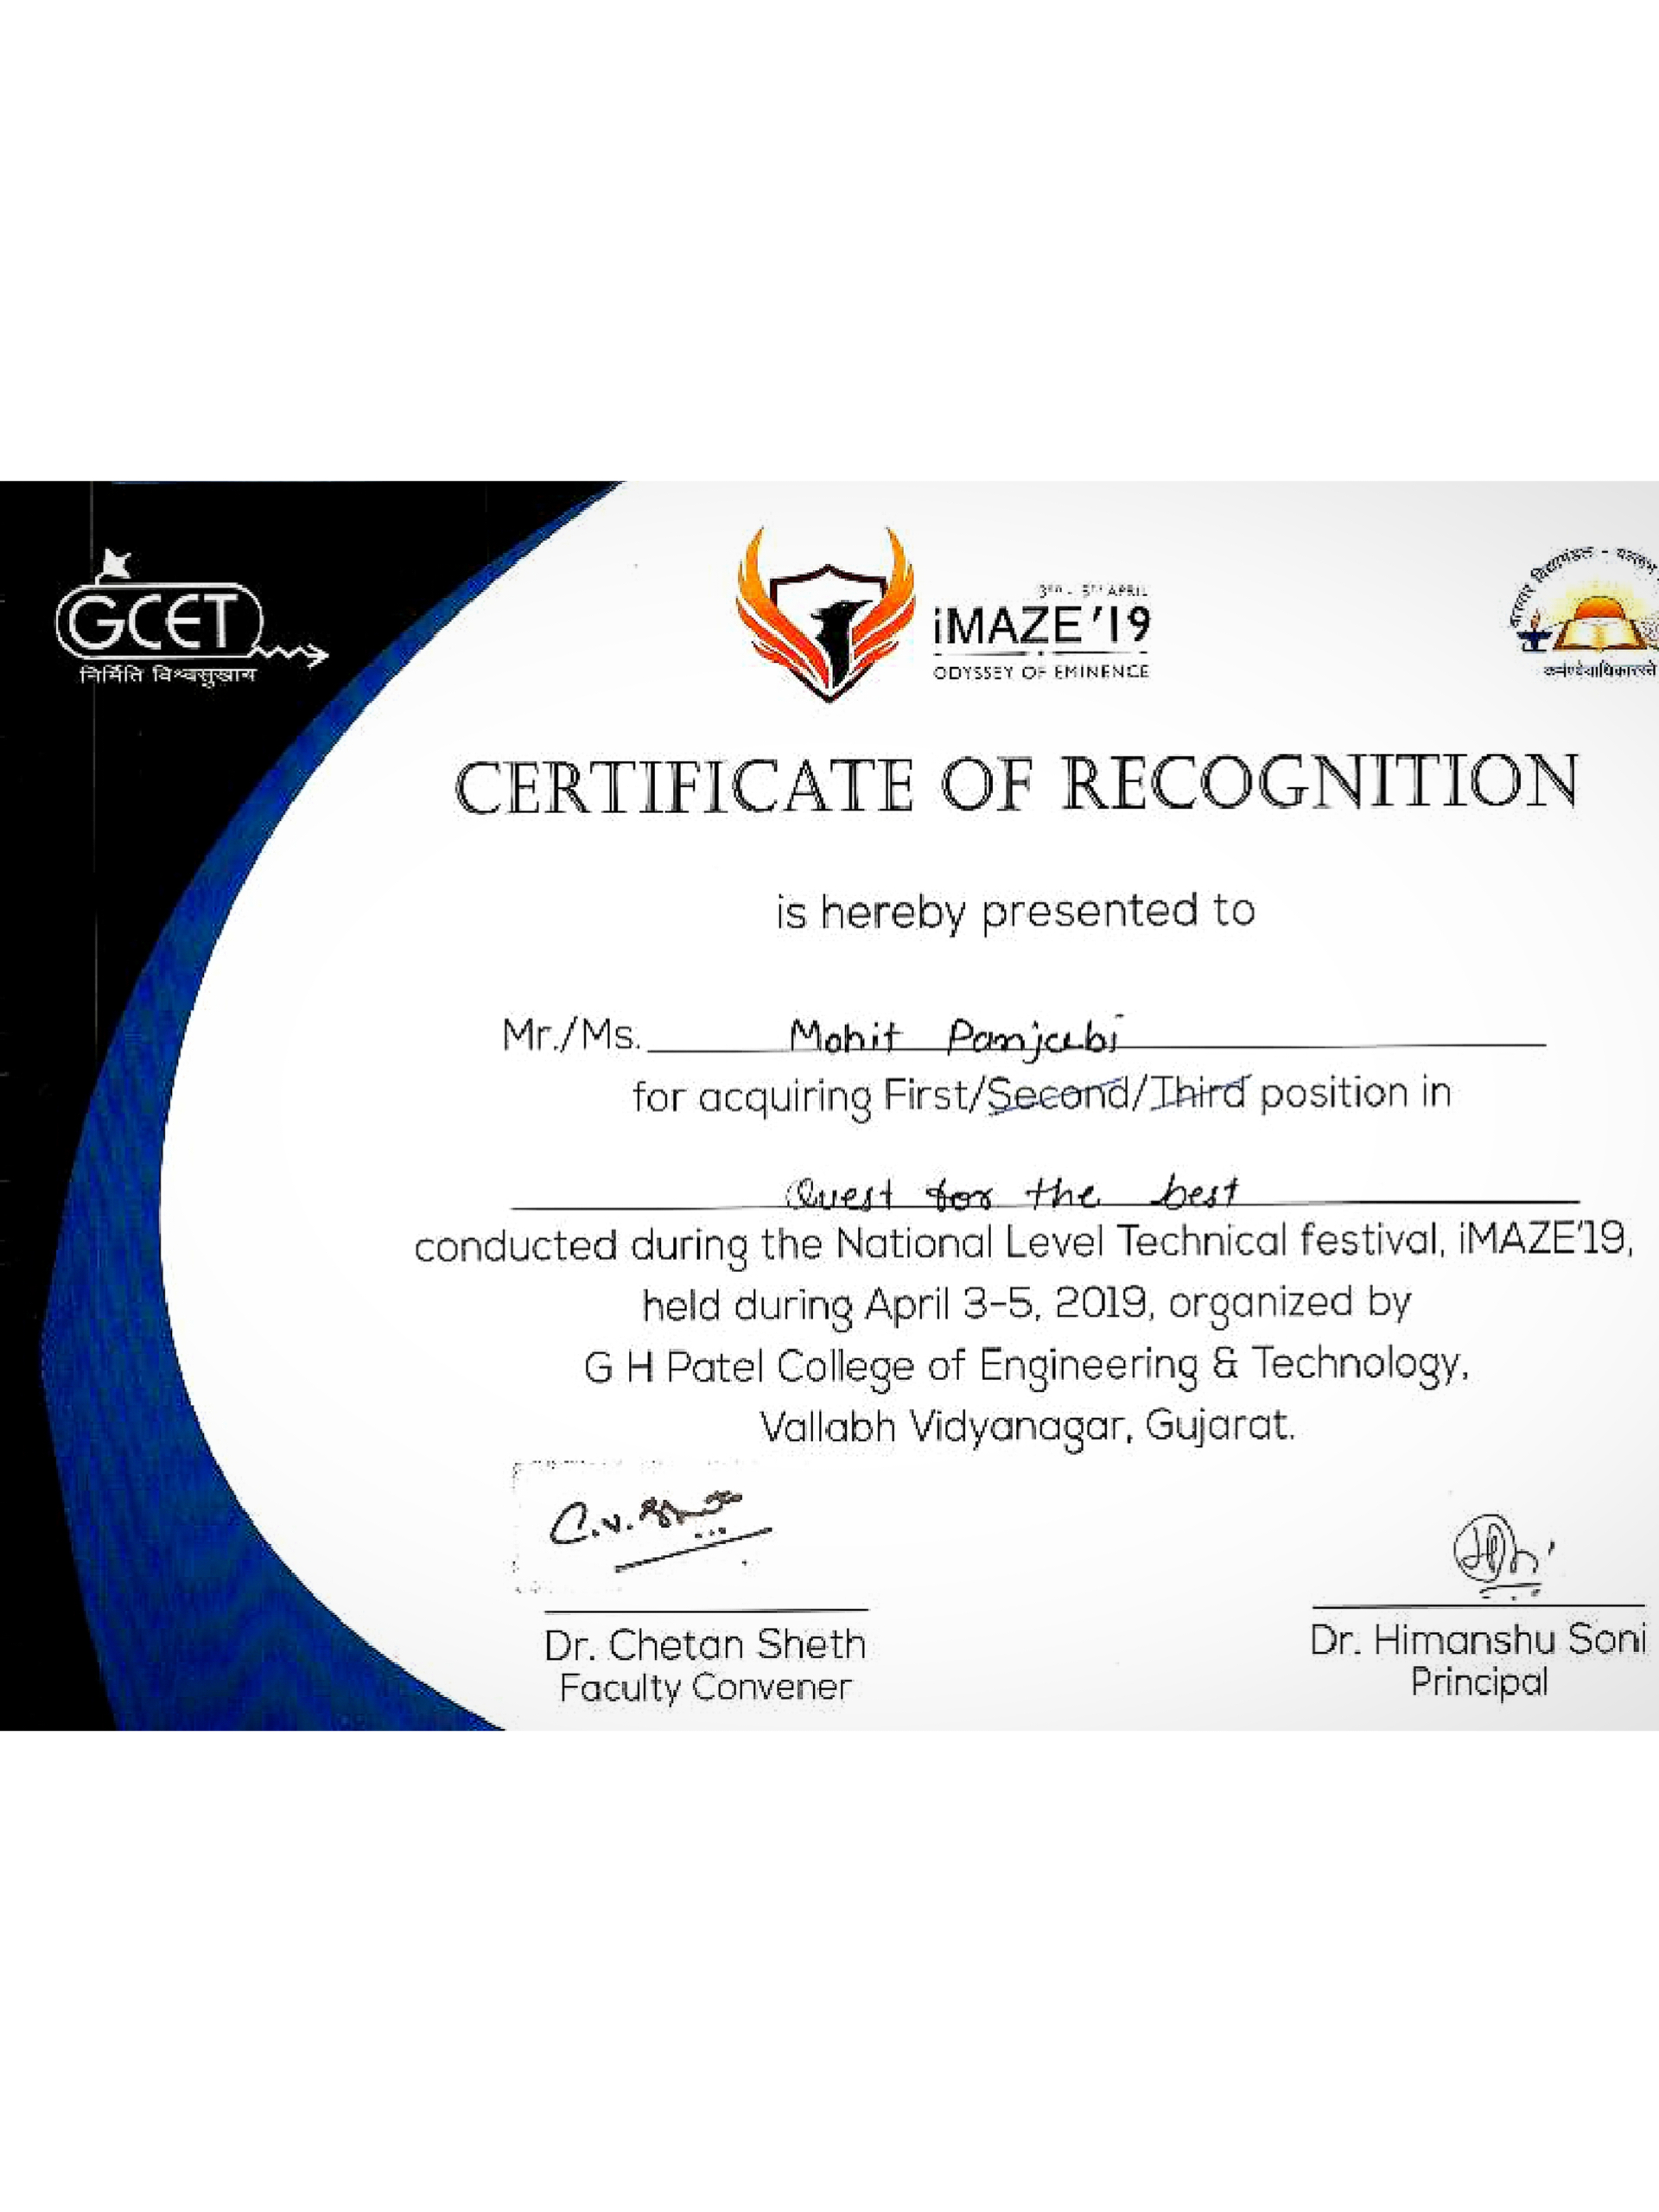 GCET
निर्मिति विश्वसुखाय
3RD - 5TH APRIL
iMAZE'19
ODYSSEY OF EMINENCE
विद्यामंडल -
कर्मण्येवाधिकारस्ते
CERTIFICATE OF RECOGNITION
is hereby presented to
Mr./Ms. Mohit Panjabi
for acquiring First/Second/Third position in
Quest for the best
conducted during the National Level Technical festival, iMAZE'19,
held during April 3-5, 2019, organized by
G H Patel College of Engineering & Technology,
Vallabh Vidyanagar, Gujarat.
C.V. Sheth
Dr. Chetan Sheth
Faculty Convener
Dr. Himanshu Soni
Principal